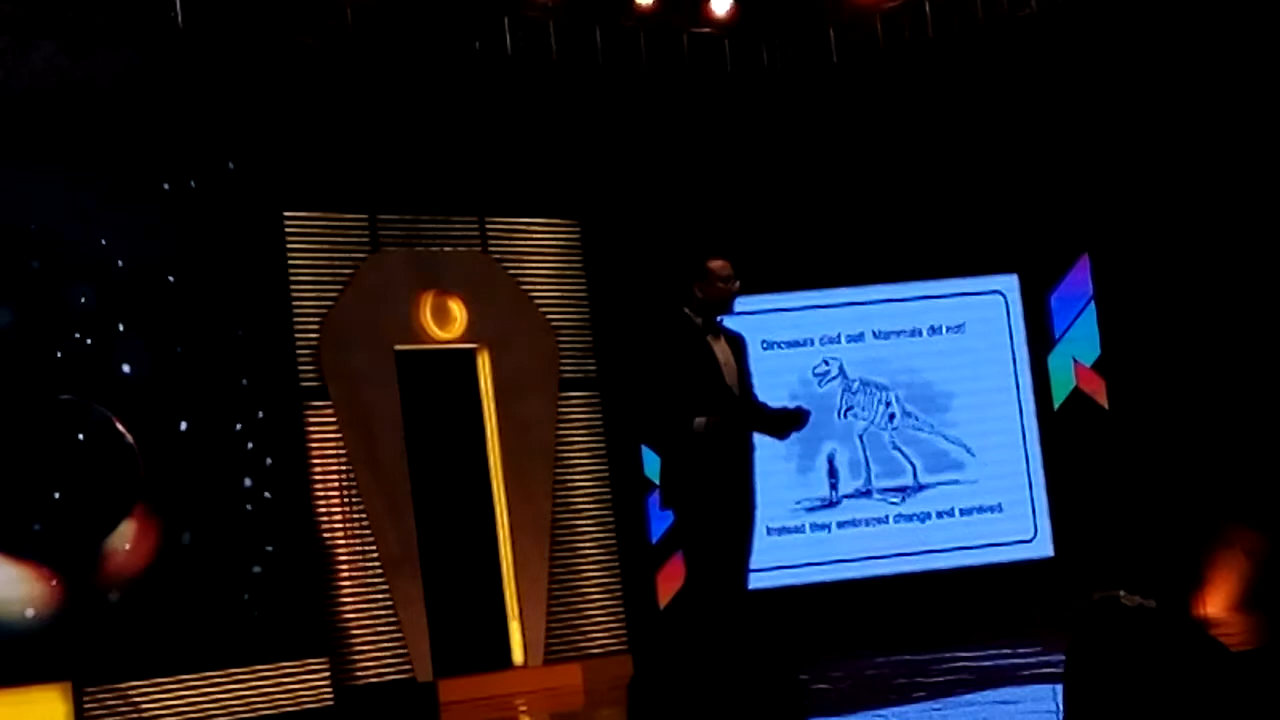 Dinosaurs died out! Mammals did not!
Instead they embraced change and survived